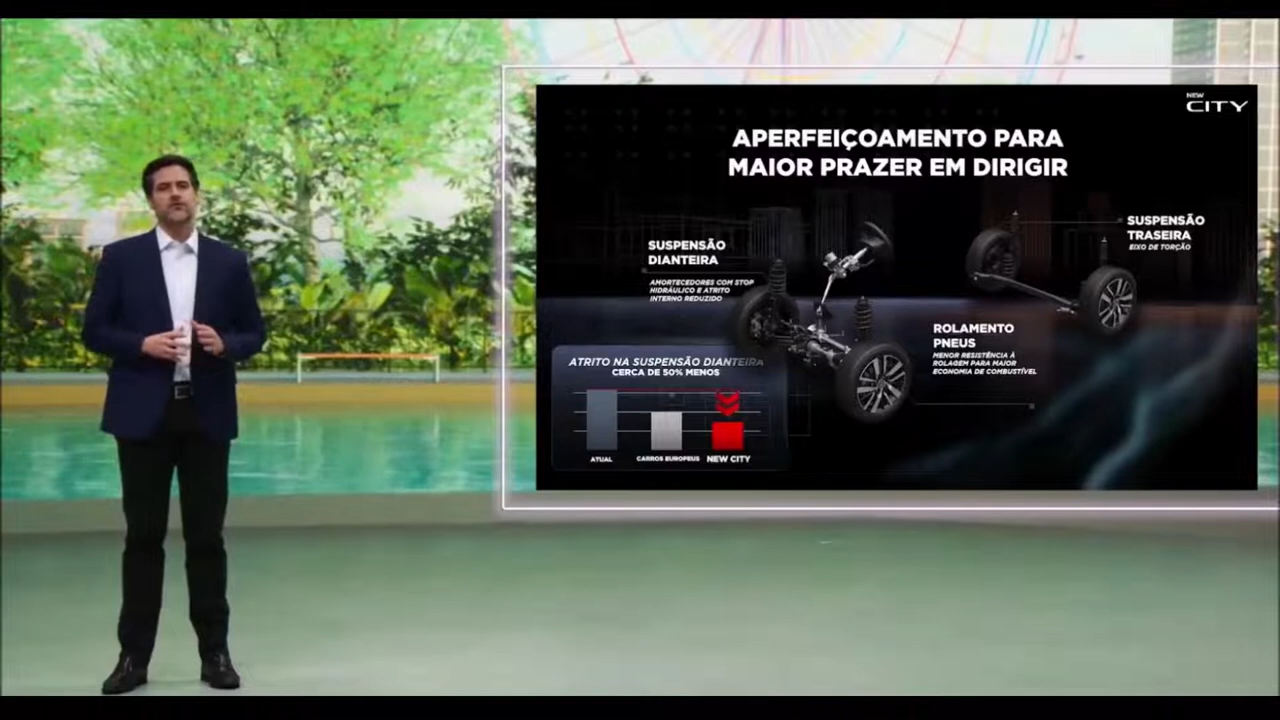 NEW
CITY
APERFEIÇOAMENTO PARA
MAIOR PRAZER EM DIRIGIR
SUSPENSÃO
DIANTEIRA
AMORTECEDORES COM STOP
HIDRÁULICO E ATRITO
INTERNO REDUZIDO
SUSPENSÃO
TRASEIRA
EIXO DE TORÇÃO
ROLAMENTO
PNEUS
MENOR RESISTÊNCIA À
ROLAGEM PARA MAIOR
ECONOMIA DE COMBUSTÍVEL
ATRITO NA SUSPENSÃO DIANTEIRA
CERCA DE 50% MENOS
ATUAL
CARROS EUROPEUS
NEW CITY